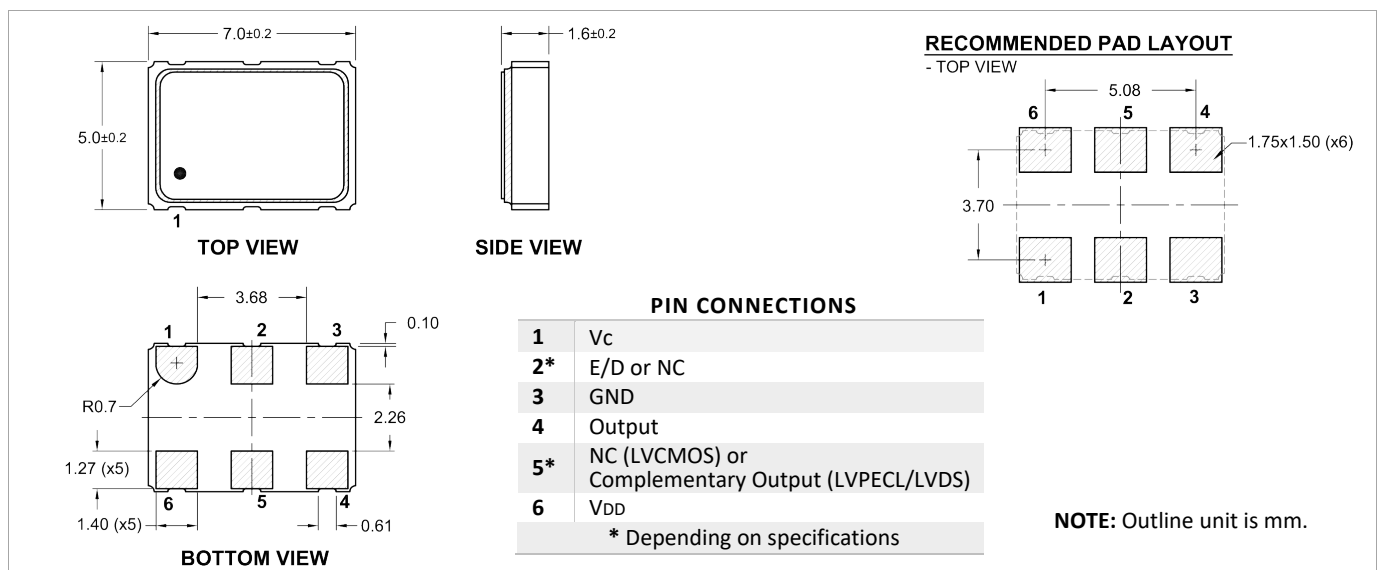 7.0±0.2
5.0±0.2
1
TOP VIEW
1.6±0.2
SIDE VIEW
RECOMMENDED PAD LAYOUT
- TOP VIEW
5.08
6 5 4
1.75x1.50 (x6)
3.70
1 2 3
3.68
1 2 3
0.10
R0.7
2.26
1.27 (x5)
6 5 4
1.40 (x5)
0.61
BOTTOM VIEW
PIN CONNECTIONS
1 Vc
2* E/D or NC
3 GND
4 Output
5* NC (LVCMOS) or
Complementary Output (LVPECL/LVDS)
6 VDD
* Depending on specifications
NOTE: Outline unit is mm.